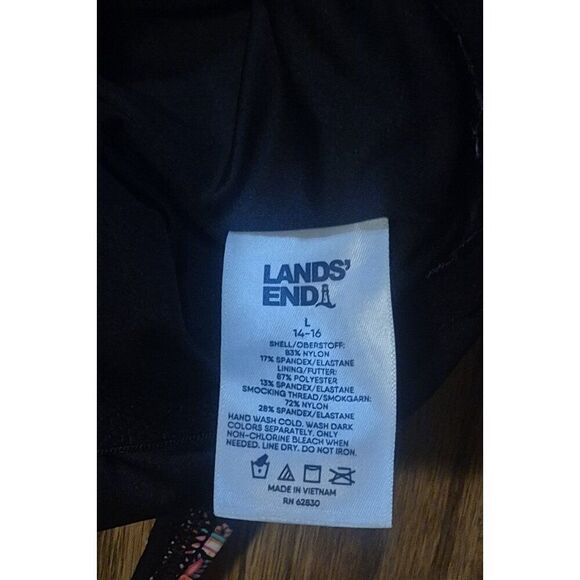 LANDS'
END
L
14-16
SHELL/OBERSTOFF:
83% NYLON
17% SPANDEX/ELASTANE
LINING/FUTTER:
87% POLYESTER
13% SPANDEX/ELASTANE
SMOCKING THREAD/SMOKGARN:
72% NYLON
28% SPANDEX/ELASTANE
HAND WASH COLD. WASH DARK
COLORS SEPARATELY. ONLY
NON-CHLORINE BLEACH WHEN
NEEDED. LINE DRY. DO NOT IRON.
MADE IN VIETNAM
RN 62830